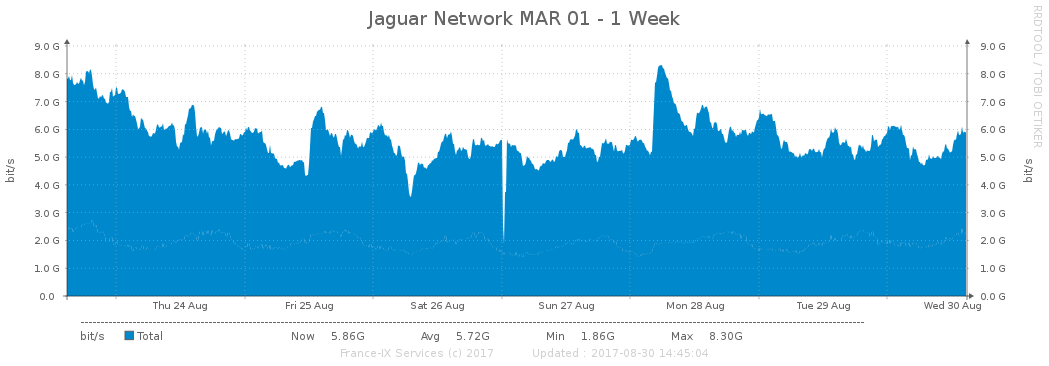 Jaguar Network MAR 01 - 1 Week
RRDTOOL / TOBI OETIKER
bit/s
9.0 G 9.0 G
8.0 G 8.0 G
7.0 G 7.0 G
6.0 G 6.0 G
5.0 G 5.0 G
4.0 G 4.0 G
3.0 G 3.0 G
2.0 G 2.0 G
1.0 G 1.0 G
0.0 0.0 G
bit/s
Thu 24 Aug Fri 25 Aug Sat 26 Aug Sun 27 Aug Mon 28 Aug Tue 29 Aug Wed 30 Aug
bit/s Total Now 5.86G Avg 5.72G Min 1.86G Max 8.30G
France-IX Services (c) 2017 Updated : 2017-08-30 14:45:04